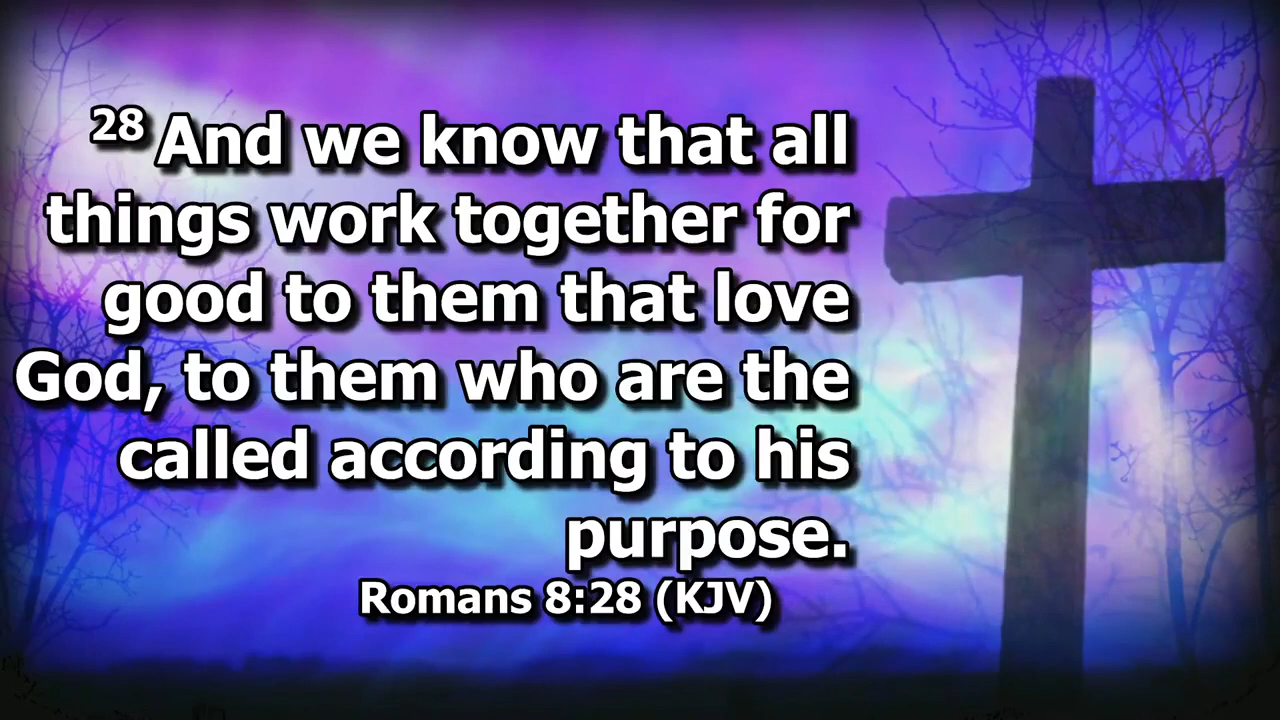 28 And we know that all
things work together for
good to them that love
God, to them who are the
called according to his
purpose.
Romans 8:28 (KJV)